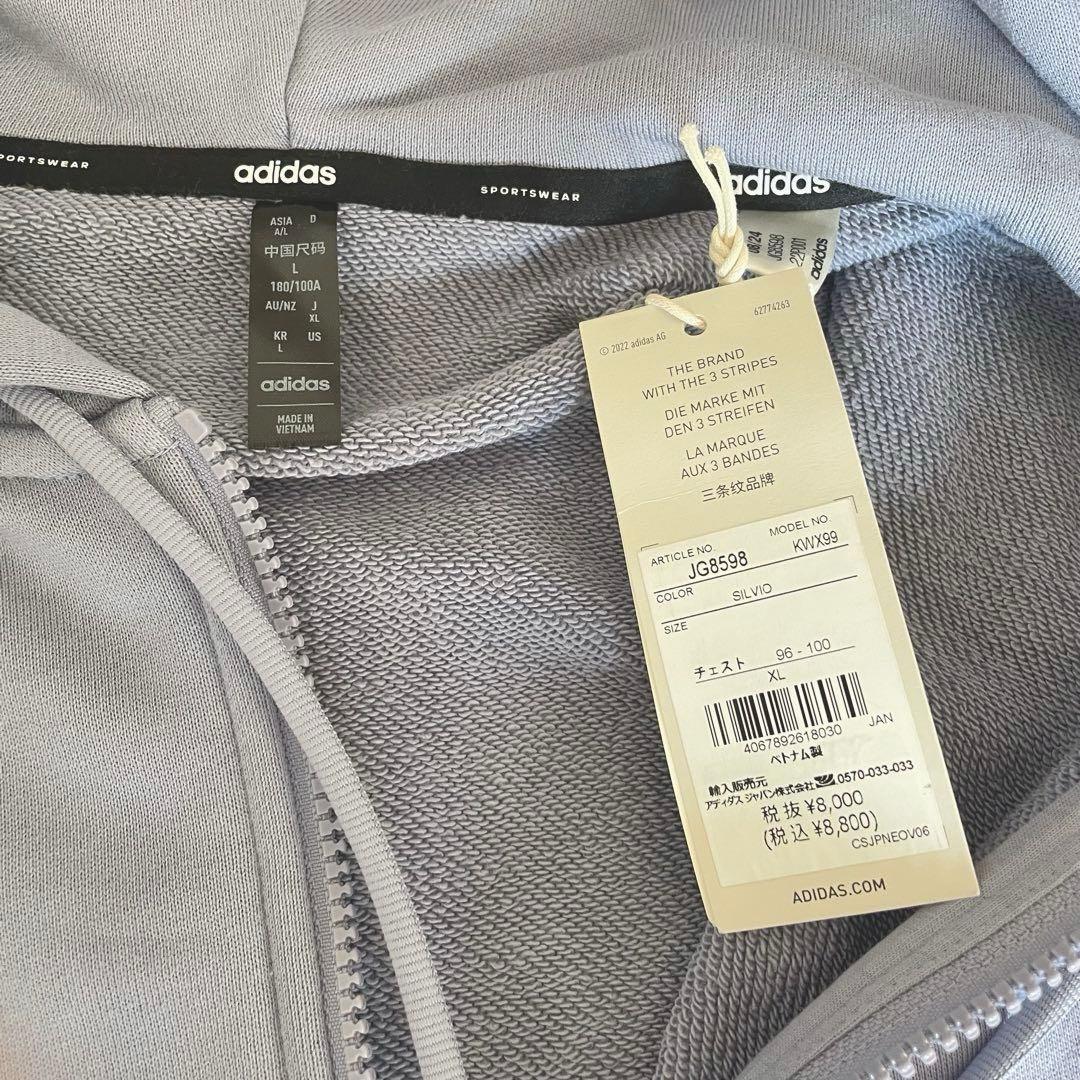 PORTSWEAR
adidas
SPORTSWEAR
adidas
ASIA D
A/L
中国尺码
L
180/100A
AU/NZ J
XL
KR US
L
adidas
MADE IN
VIETNAM
08/24
JG8598
adidas
62774263
© 2022 adidas AG
THE BRAND
WITH THE 3 STRIPES
DIE MARKE MIT
DEN 3 STREIFEN
LA MARQUE
AUX 3 BANDES
三条纹品牌
ARTICLE NO. MODEL NO.
JG8598 KWX99
COLOR SILVIO
SIZE
チェスト 96 - 100
XL
4067892618030 JAN
ベトナム製
輸入販売元
アディダス ジャパン株式会社 0570-033-033
税 抜 ¥8,000
(税 込 ¥8,800)
CSJPNEOV06
ADIDAS.COM